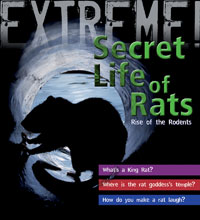 EXTREME!
Secret
Life of
Rats
Rise of the Rodents
What's a King Rat?
Where is the rat goddess's temple?
How do you make a rat laugh?